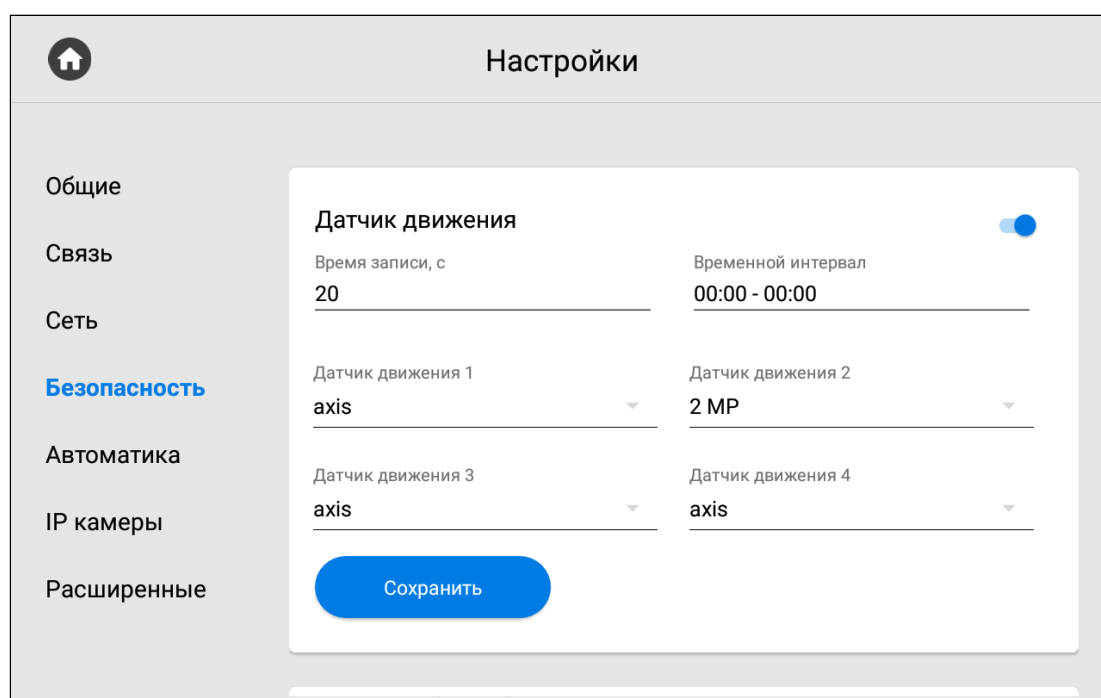 Настройки
Общие
Связь
Сеть
Безопасность
Автоматика
IP камеры
Расширенные
Датчик движения
Время записи, с
20
Временной интервал
00:00 - 00:00
Датчик движения 1
axis
Датчик движения 2
2 MP
Датчик движения 3
axis
Датчик движения 4
axis
Сохранить